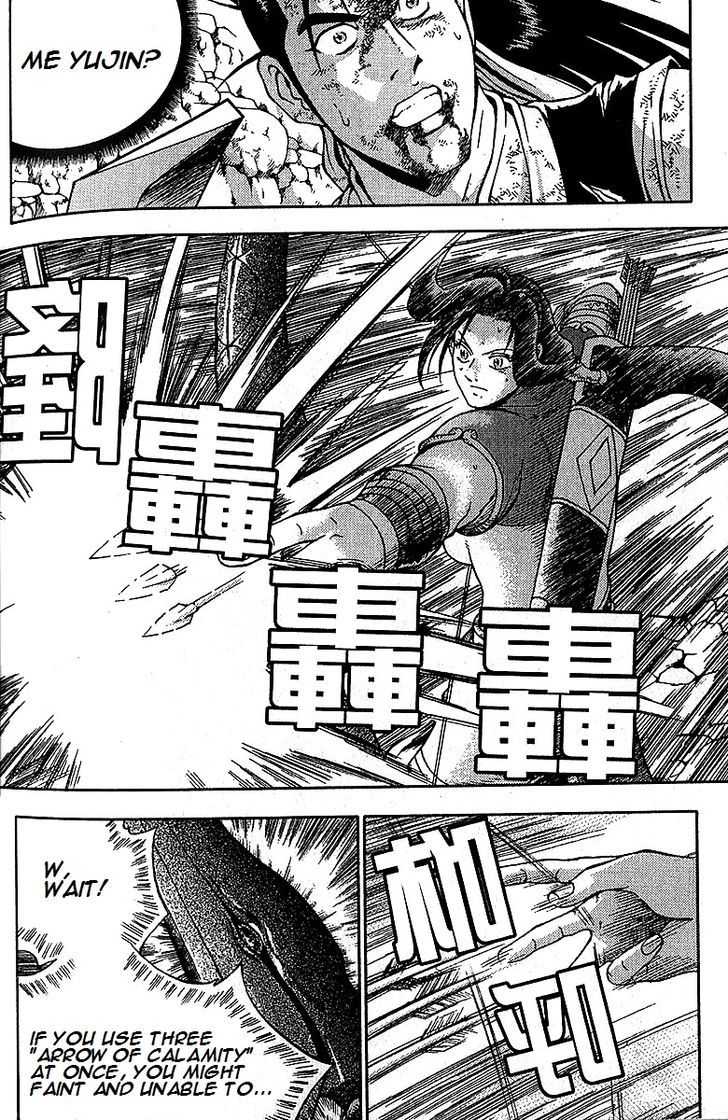 ME YUJIN?
轟
轟
轟
W,
WAIT!
IF YOU USE THREE
"ARROW OF CALAMITY"
AT ONCE, YOU MIGHT
FAINT AND UNABLE TO...